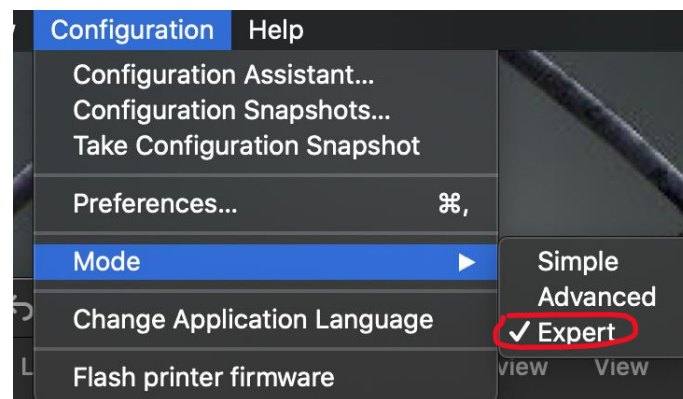 Configuration Help
Configuration Assistant...
Configuration Snapshots...
Take Configuration Snapshot
Preferences... ⌘,
Mode ▶
Simple
Advanced
✓ Expert
Change Application Language
Flash printer firmware
L
view View